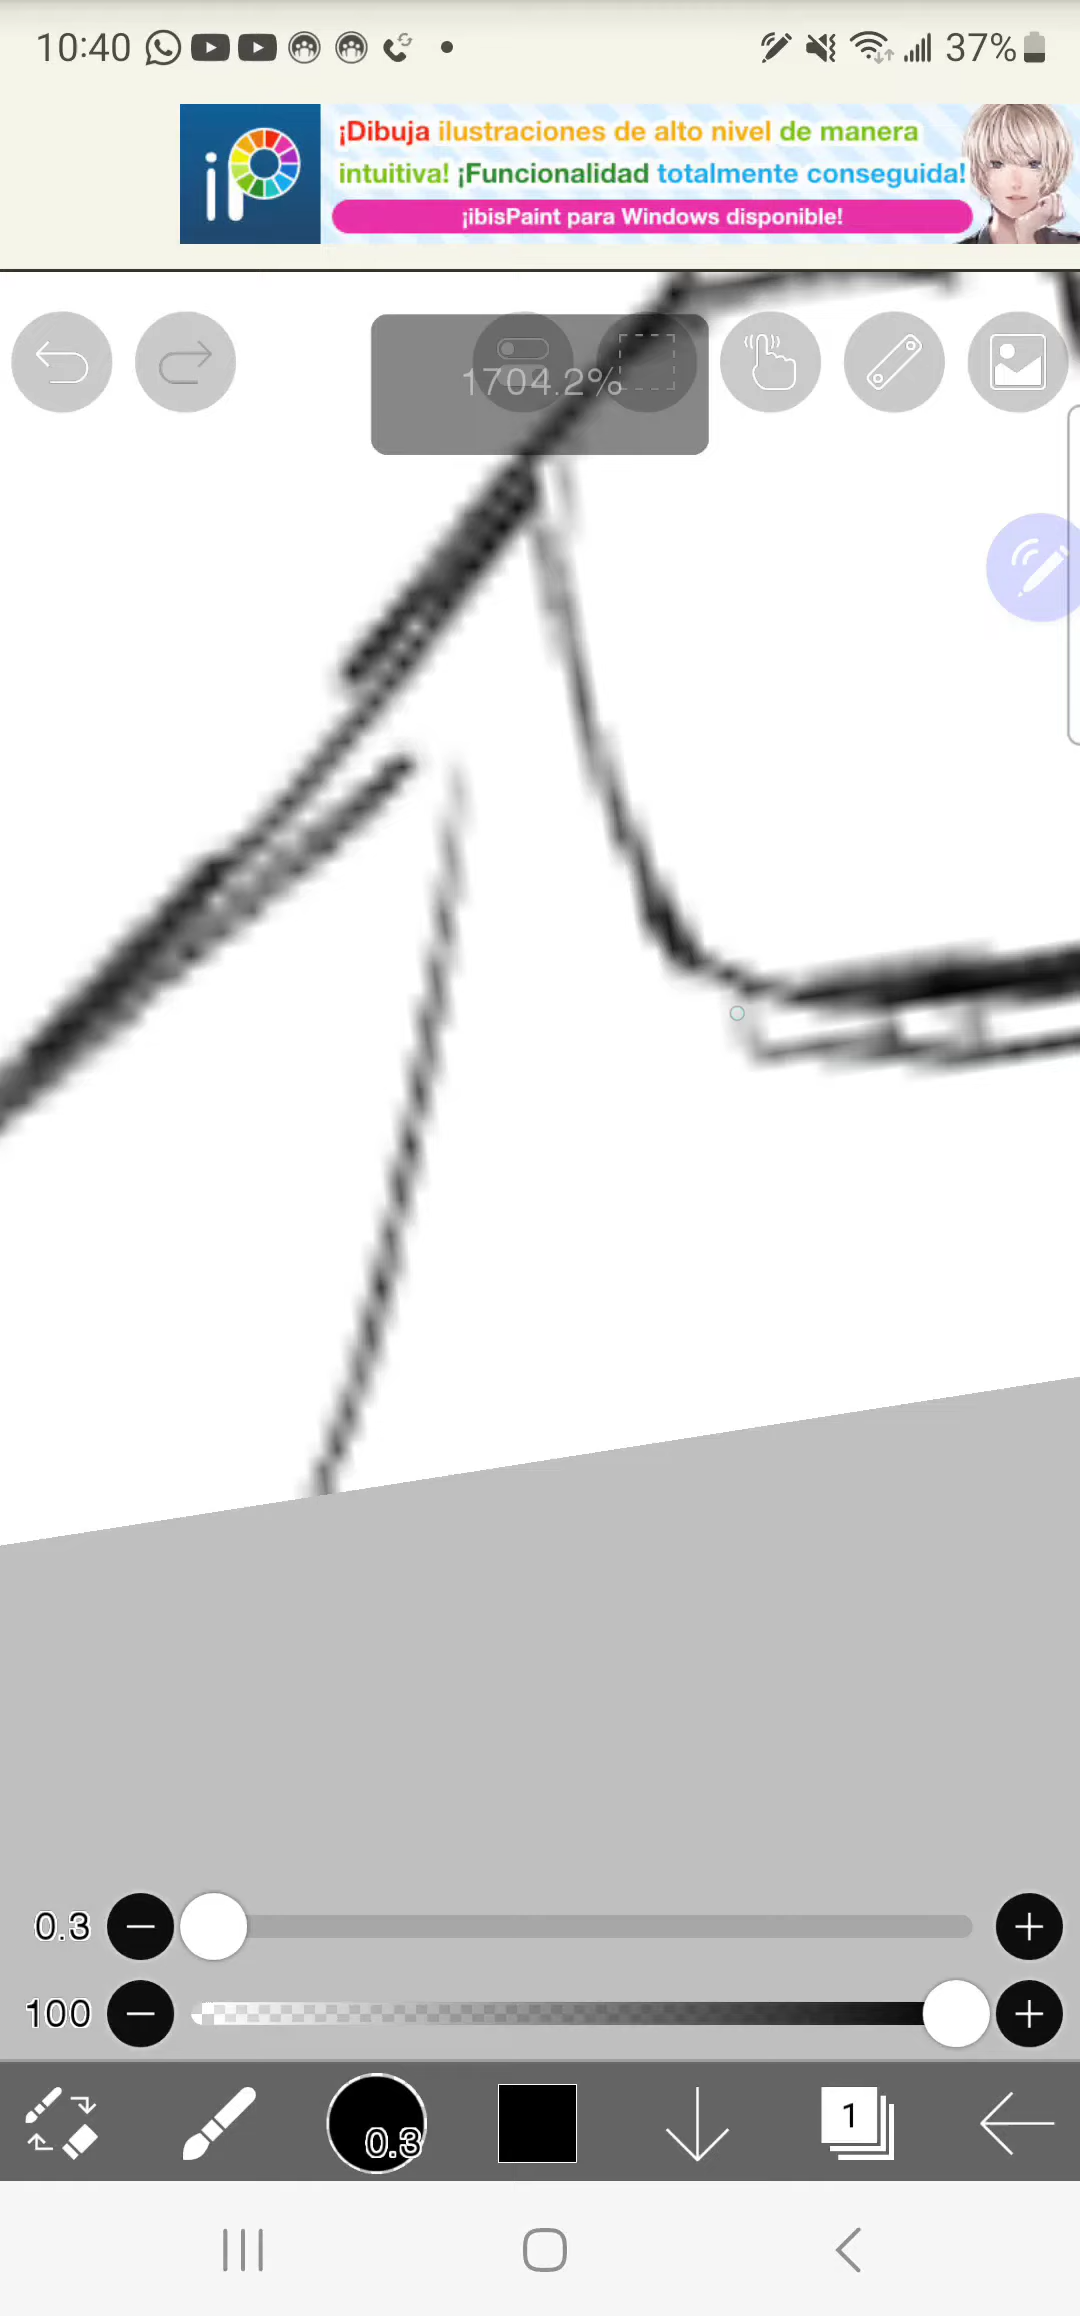 10:40
37%
iP
¡Dibuja ilustraciones de alto nivel de manera
intuitiva! ¡Funcionalidad totalmente conseguida!
¡ibisPaint para Windows disponible!
1704.2%
0.3
100
0.3
1